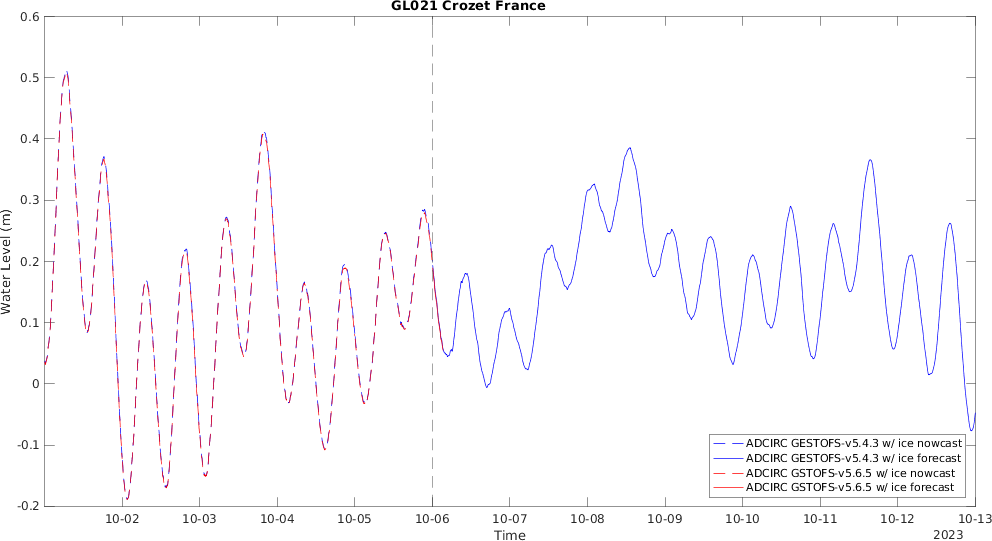 GL021 Crozet France
0.6
0.5
0.4
0.3
0.2
0.1
0
-0.1
-0.2
Water Level (m)
ADCIRC GESTOFS-v5.4.3 w/ ice nowcast
ADCIRC GESTOFS-v5.4.3 w/ ice forecast
ADCIRC GSTOFS-v5.6.5 w/ ice nowcast
ADCIRC GSTOFS-v5.6.5 w/ ice forecast
10-02 10-03 10-04 10-05 10-06 10-07 10-08 10-09 10-10 10-11 10-12 10-13
Time
2023